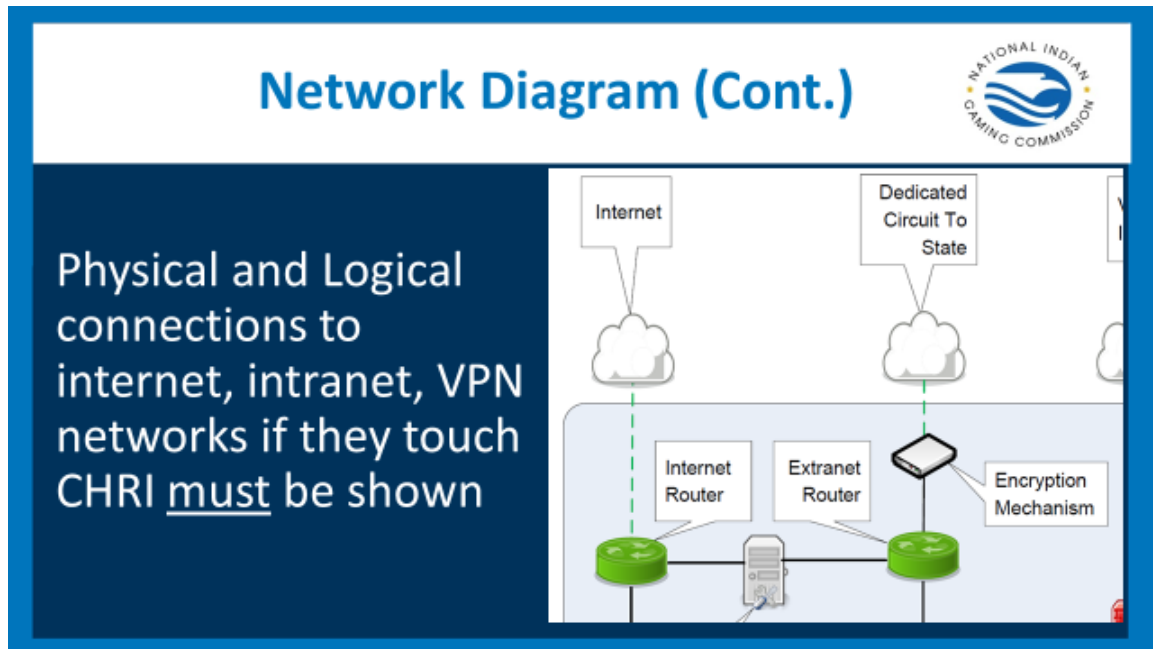 Network Diagram (Cont.)
NATIONAL INDIAN
GAMING COMMISSION
Physical and Logical
connections to
internet, intranet, VPN
networks if they touch
CHRI must be shown
Internet
Dedicated
Circuit To
State
Internet
Router
Extranet
Router
Encryption
Mechanism